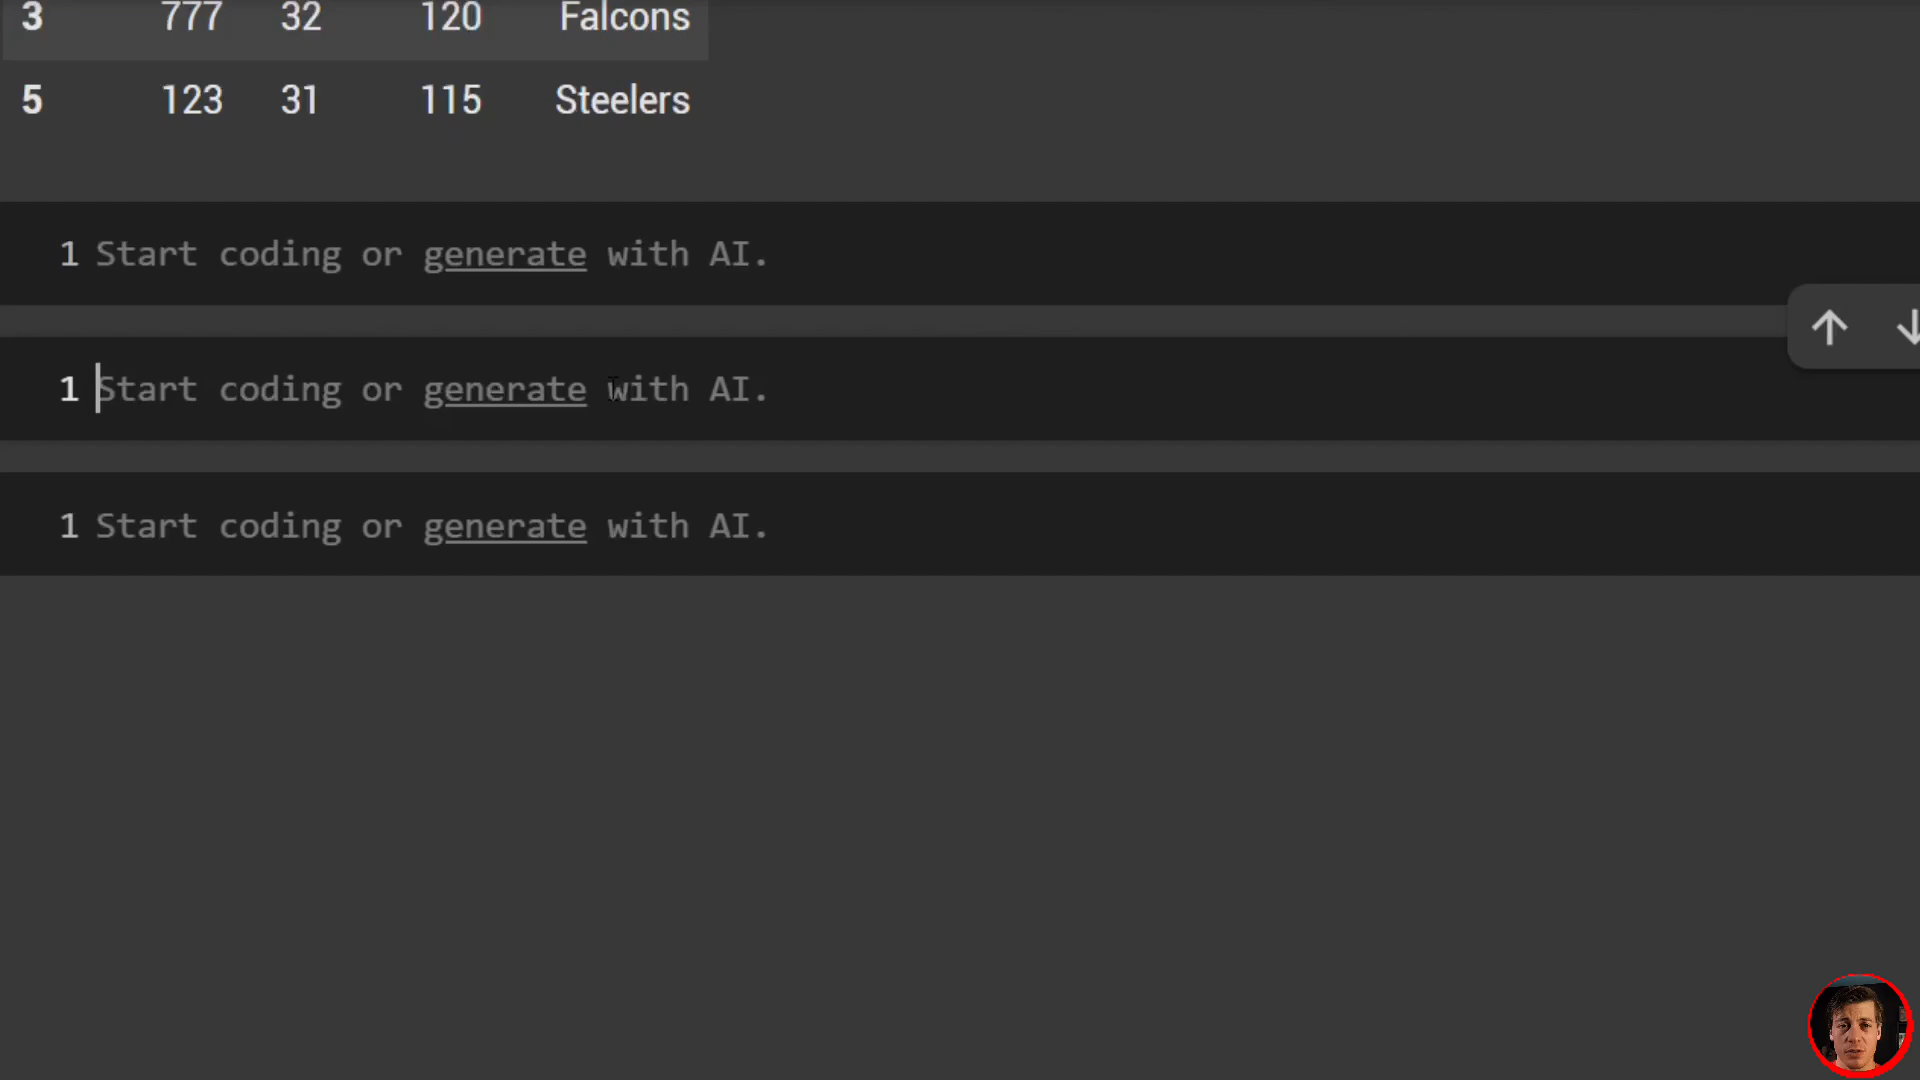 3 777 32 120 Falcons
5 123 31 115 Steelers
1 Start coding or generate with AI.
1 Start coding or generate with AI.
1 Start coding or generate with AI.